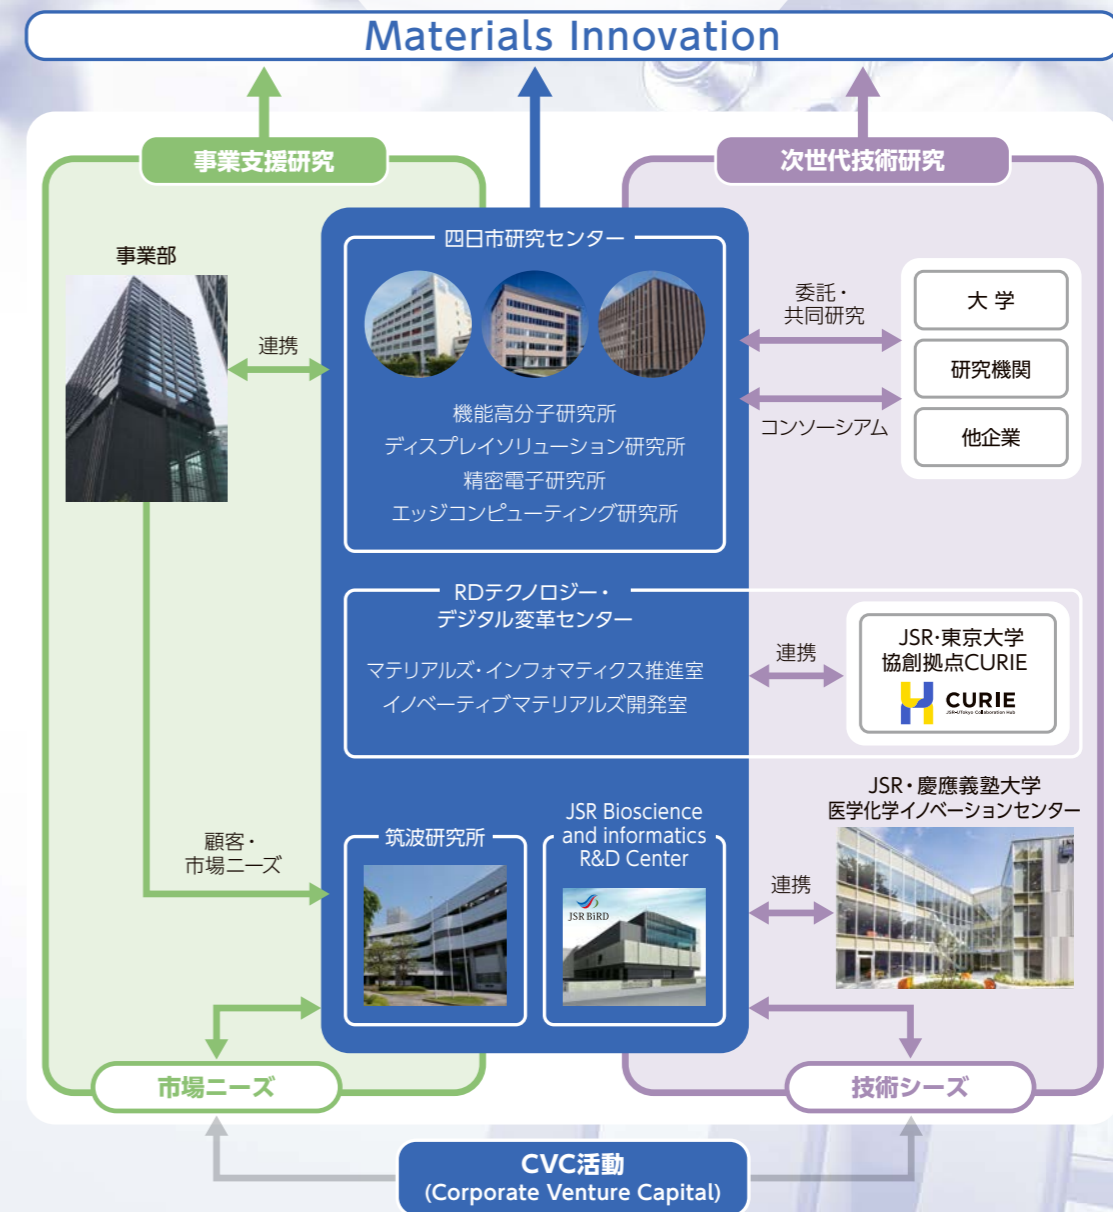 Materials Innovation
事業支援研究
次世代技術研究
事業部
連携
四日市研究センター
機能高分子研究所
ディスプレイソリューション研究所
精密電子研究所
エッジコンピューティング研究所
委託・
共同研究
コンソーシアム
大 学
研究機関
他企業
RDテクノロジー・
デジタル変革センター
マテリアルズ・インフォマティクス推進室
イノベーティブマテリアルズ開発室
連携
JSR・東京大学
協創拠点CURIE
CURIE
JSR-UTokyo Collaboration Hub
顧客・
市場ニーズ
筑波研究所
JSR Bioscience
and informatics
R&D Center
JSR BiRD
連携
JSR・慶應義塾大学
医学化学イノベーションセンター
市場ニーズ
技術シーズ
CVC活動
(Corporate Venture Capital)